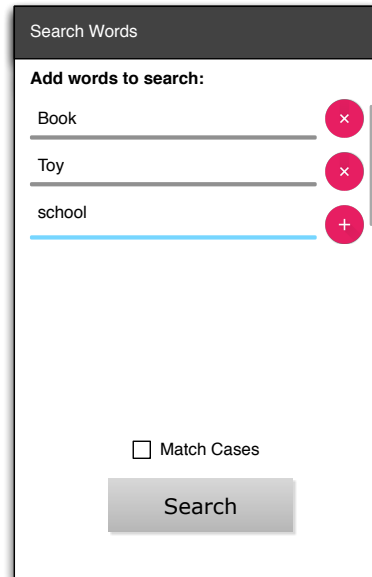 Search Words
Add words to search:
Book
Toy
school
Match Cases
Search